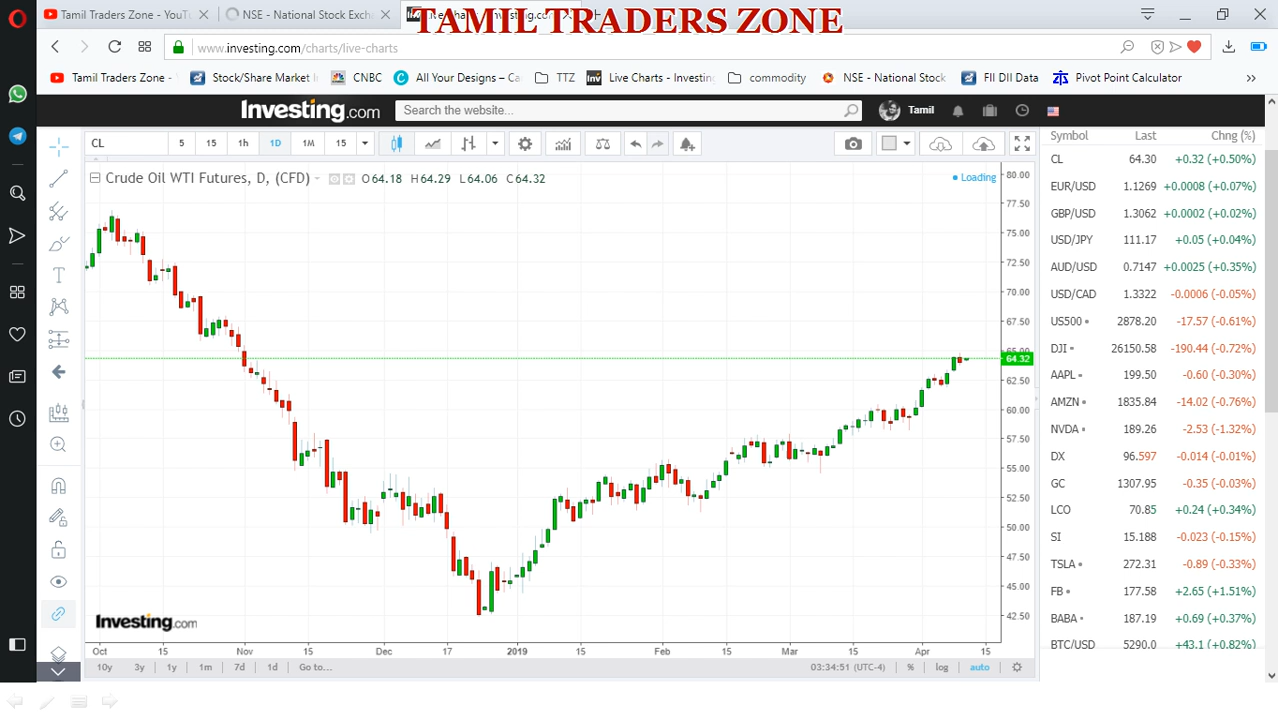 Tamil Traders Zone - YouTu
NSE - National Stock Exch
TAMIL TRADERS ZONE
www.investing.com/charts/live-charts
Tamil Traders Zone -
Stock/Share Market I
CNBC
All Your Designs – Ca
TTZ
Live Charts - Investin
commodity
NSE - National Stock
FII DII Data
Pivot Point Calculator
Investing.com
Search the website...
Tamil
CL
5
15
1h
1D
1M
15
Crude Oil WTI Futures, D, (CFD)
O 64.18 H 64.29 L 64.06 C 64.32
Loading
80.00
77.50
75.00
72.50
70.00
67.50
65.00
64.32
62.50
60.00
57.50
55.00
52.50
50.00
47.50
45.00
42.50
Investing.com
Oct 15 Nov 15 Dec 17 2019 15 Feb 15 Mar 15 Apr 15
10y 3y 1y 1m 7d 1d Go to...
03:34:51 (UTC-4) % log auto
Symbol Last Chng (%)
CL 64.30 +0.32 (+0.50%)
EUR/USD 1.1269 +0.0008 (+0.07%)
GBP/USD 1.3062 +0.0002 (+0.02%)
USD/JPY 111.17 +0.05 (+0.04%)
AUD/USD 0.7147 +0.0025 (+0.35%)
USD/CAD 1.3322 -0.0006 (-0.05%)
US500 2878.20 -17.57 (-0.61%)
DJI 26150.58 -190.44 (-0.72%)
AAPL 199.50 -0.60 (-0.30%)
AMZN 1835.84 -14.02 (-0.76%)
NVDA 189.26 -2.53 (-1.32%)
DX 96.597 -0.014 (-0.01%)
GC 1307.95 -0.35 (-0.03%)
LCO 70.85 +0.24 (+0.34%)
SI 15.188 -0.023 (-0.15%)
TSLA 272.31 -0.89 (-0.33%)
FB 177.58 +2.65 (+1.51%)
BABA 187.19 +0.69 (+0.37%)
BTC/USD 5290.0 +43.1 (+0.82%)